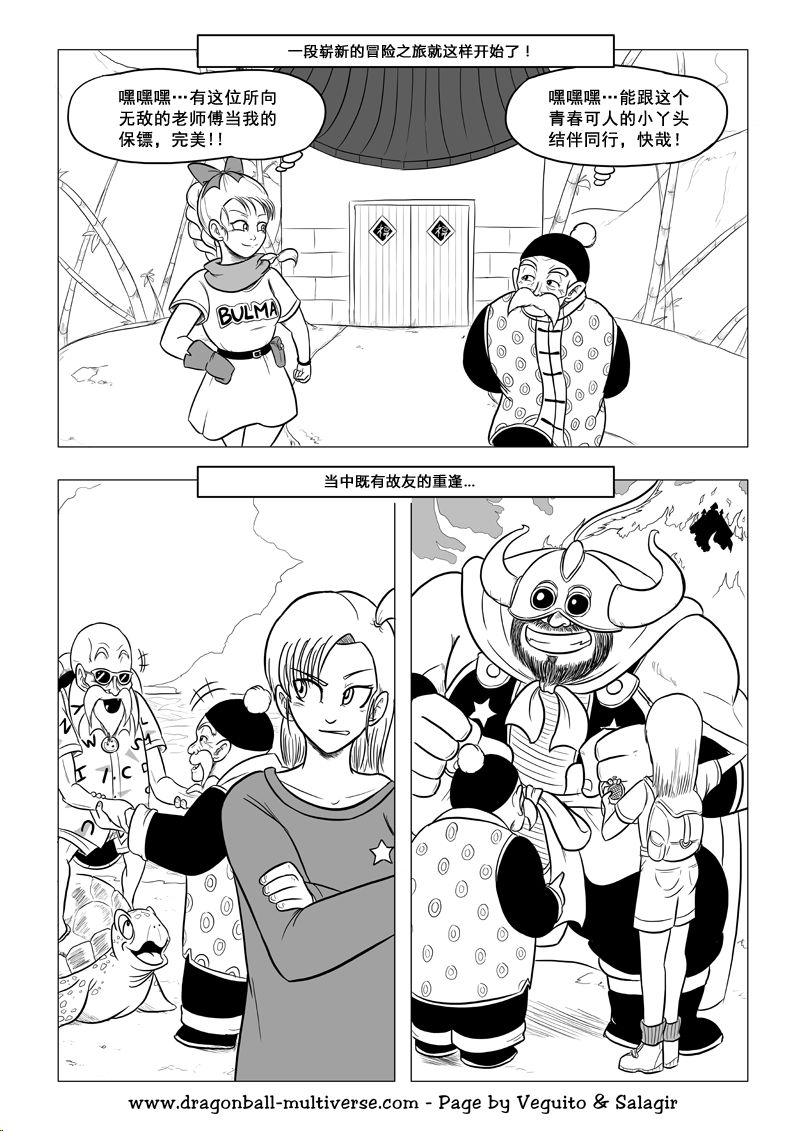 一段崭新的冒险之旅就这样开始了！
嘿嘿嘿…有这位所向
无敌的老师傅当我的
保镖，完美!!
嘿嘿嘿…能跟这个
青春可人的小丫头
结伴同行，快哉！
福
BULMA
当中既有故友的重逢...
www.dragonball-multiverse.com - Page by Veguito & Salagir